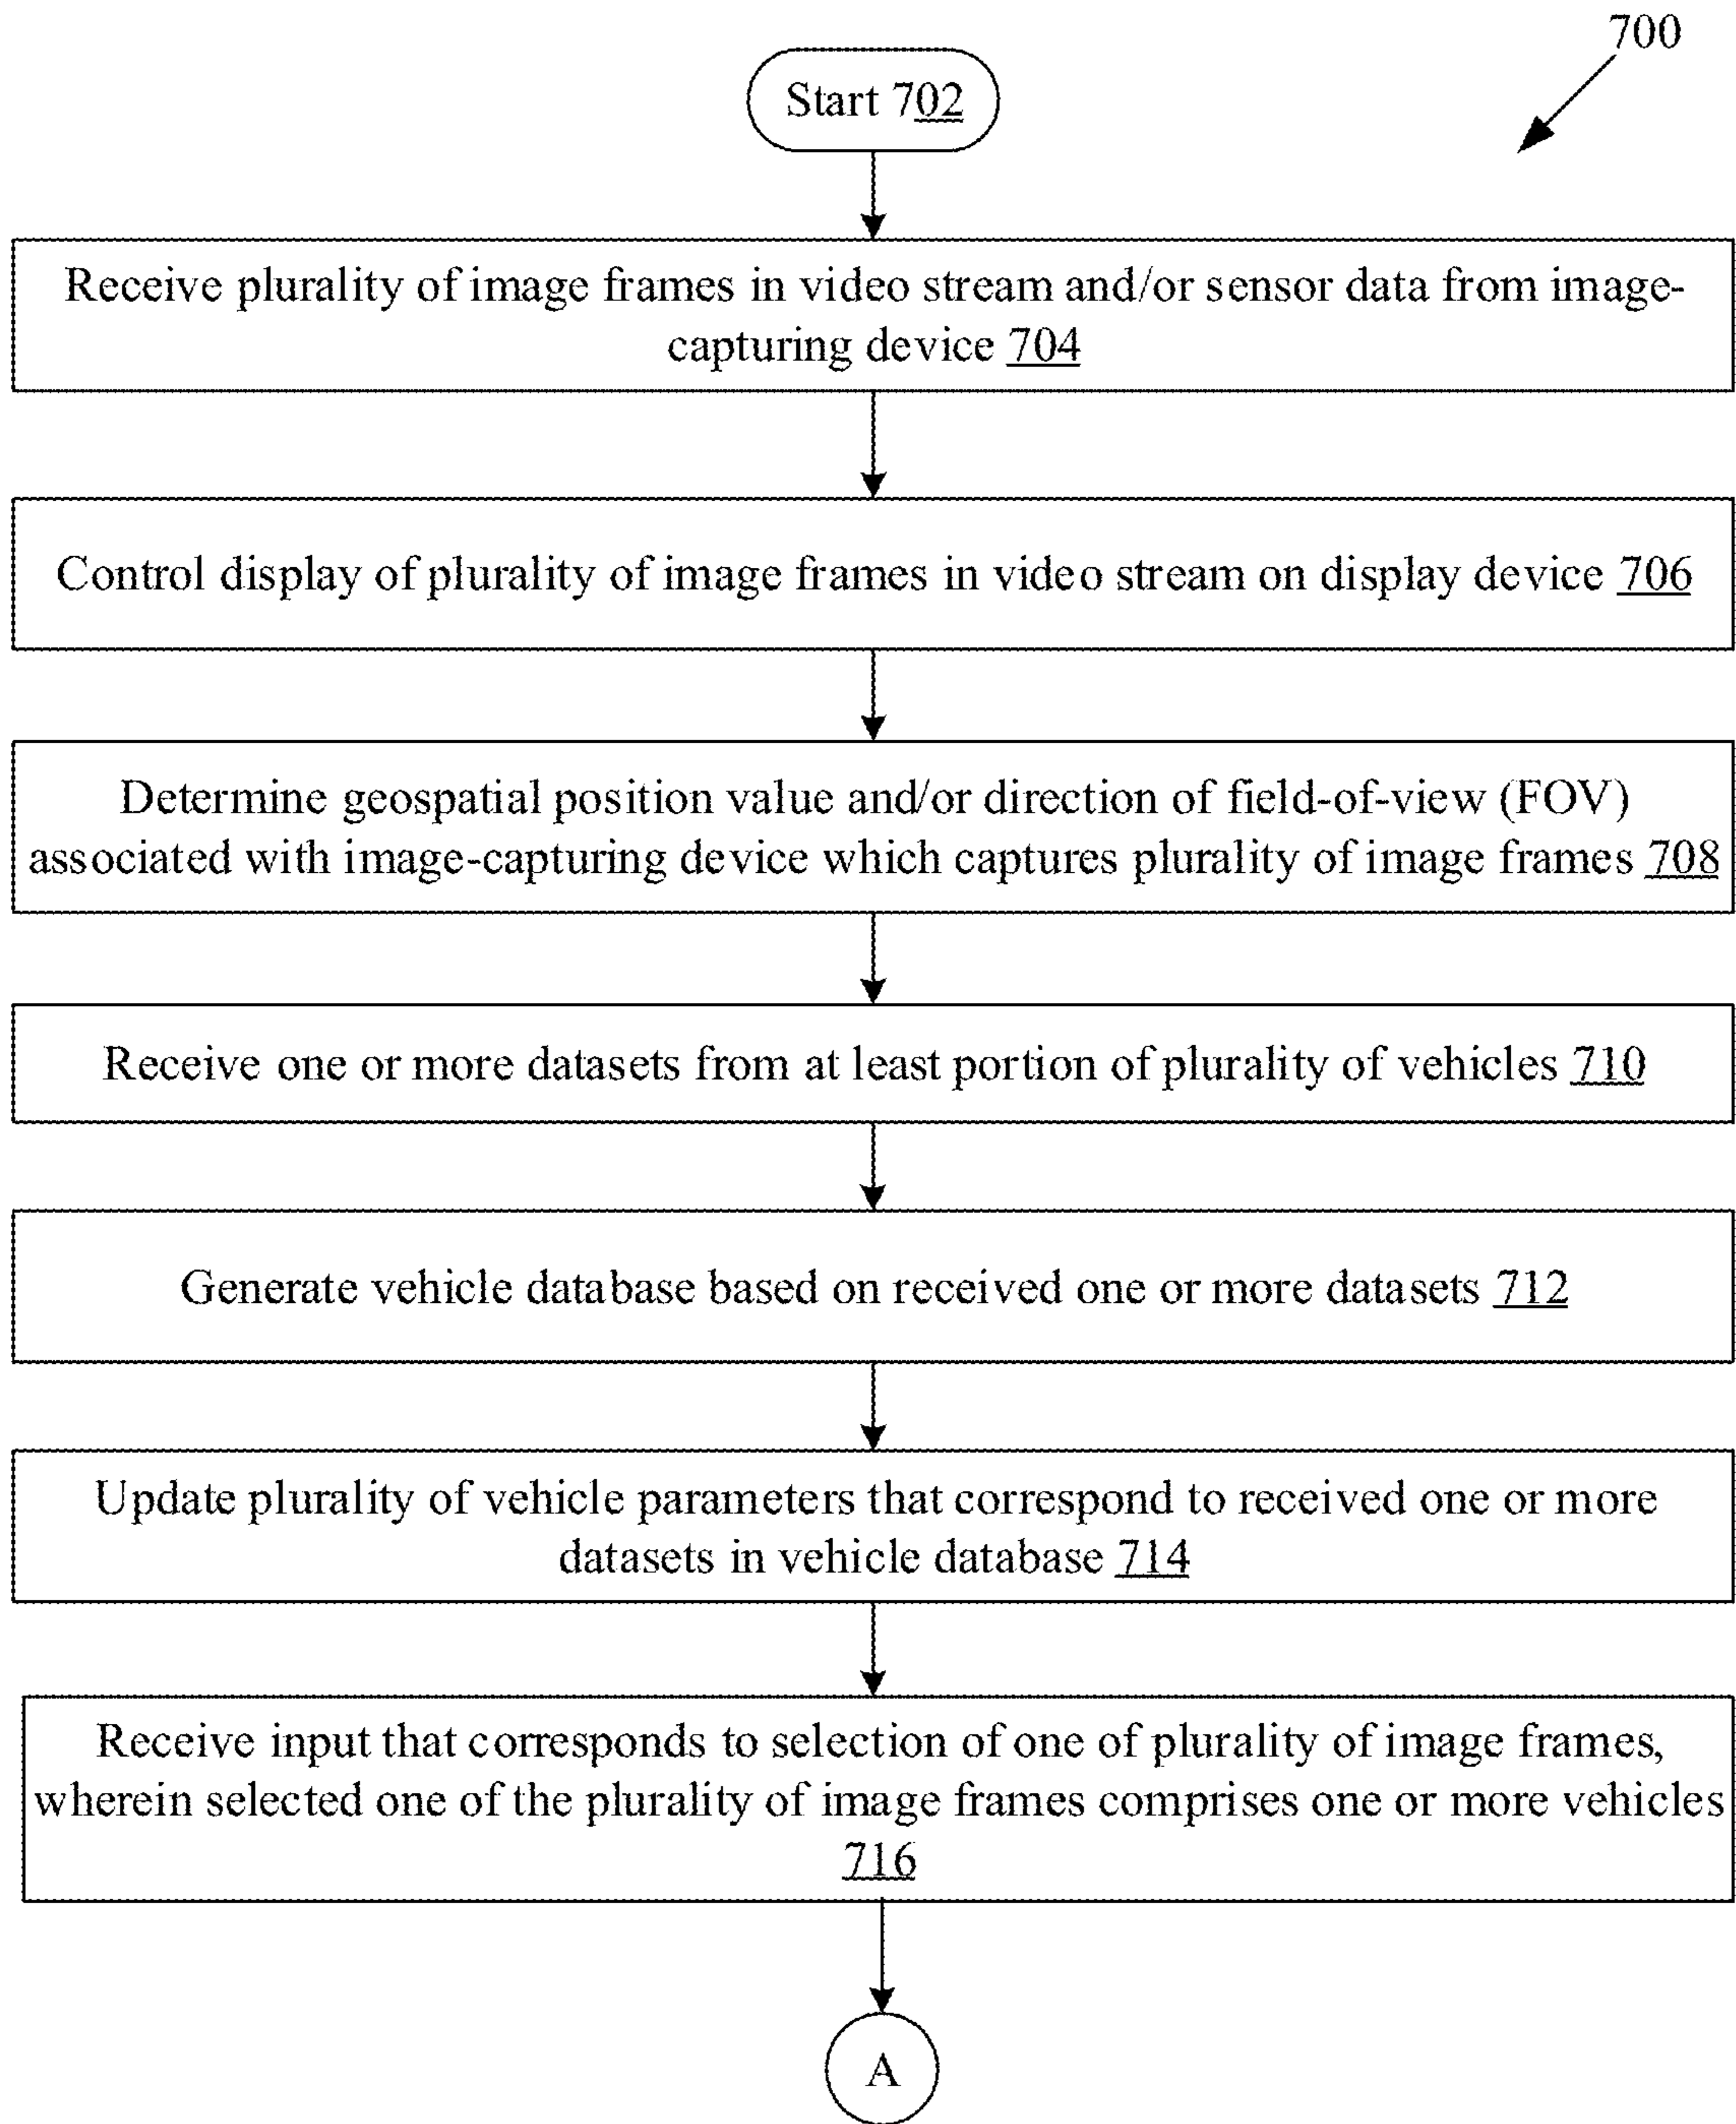 700
Start 702
Receive plurality of image frames in video stream and/or sensor data from image-
capturing device 704
Control display of plurality of image frames in video stream on display device 706
Determine geospatial position value and/or direction of field-of-view (FOV)
associated with image-capturing device which captures plurality of image frames 708
Receive one or more datasets from at least portion of plurality of vehicles 710
Generate vehicle database based on received one or more datasets 712
Update plurality of vehicle parameters that correspond to received one or more
datasets in vehicle database 714
Receive input that corresponds to selection of one of plurality of image frames,
wherein selected one of the plurality of image frames comprises one or more vehicles
716
A